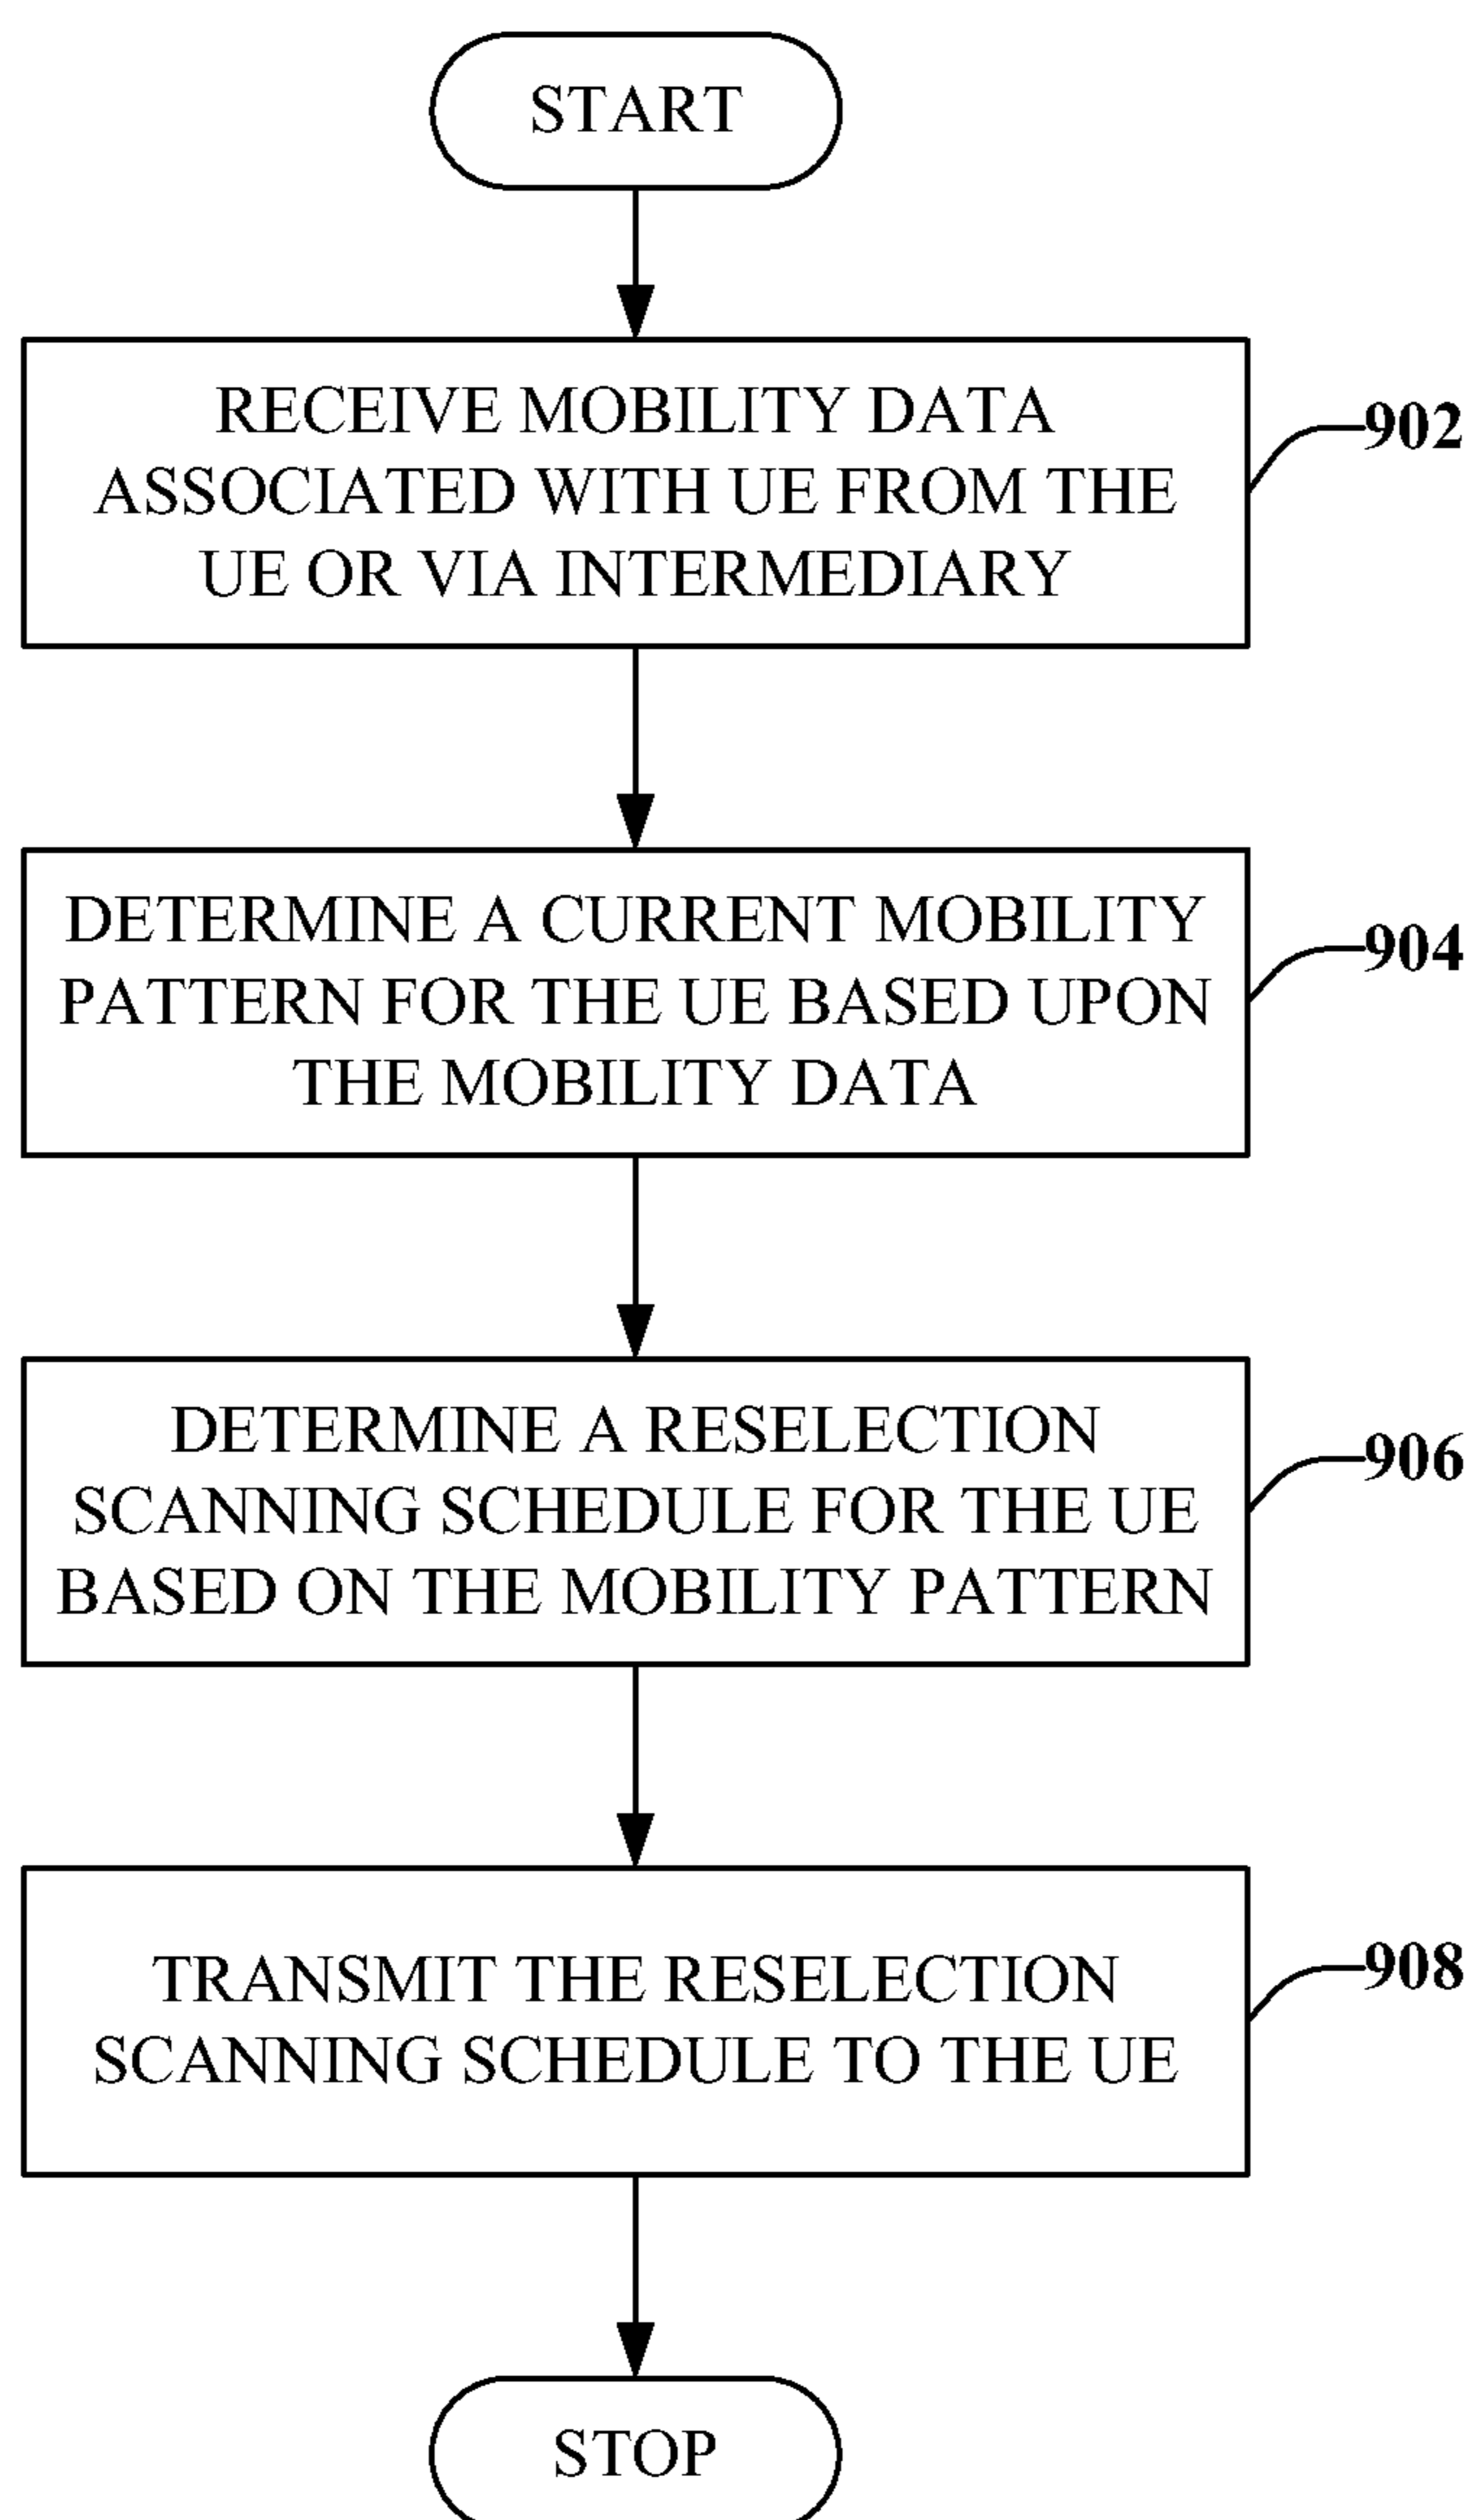 START
RECEIVE MOBILITY DATA
ASSOCIATED WITH UE FROM THE
UE OR VIA INTERMEDIARY
902
DETERMINE A CURRENT MOBILITY
PATTERN FOR THE UE BASED UPON
THE MOBILITY DATA
904
DETERMINE A RESELECTION
SCANNING SCHEDULE FOR THE UE
BASED ON THE MOBILITY PATTERN
906
TRANSMIT THE RESELECTION
SCANNING SCHEDULE TO THE UE
908
STOP